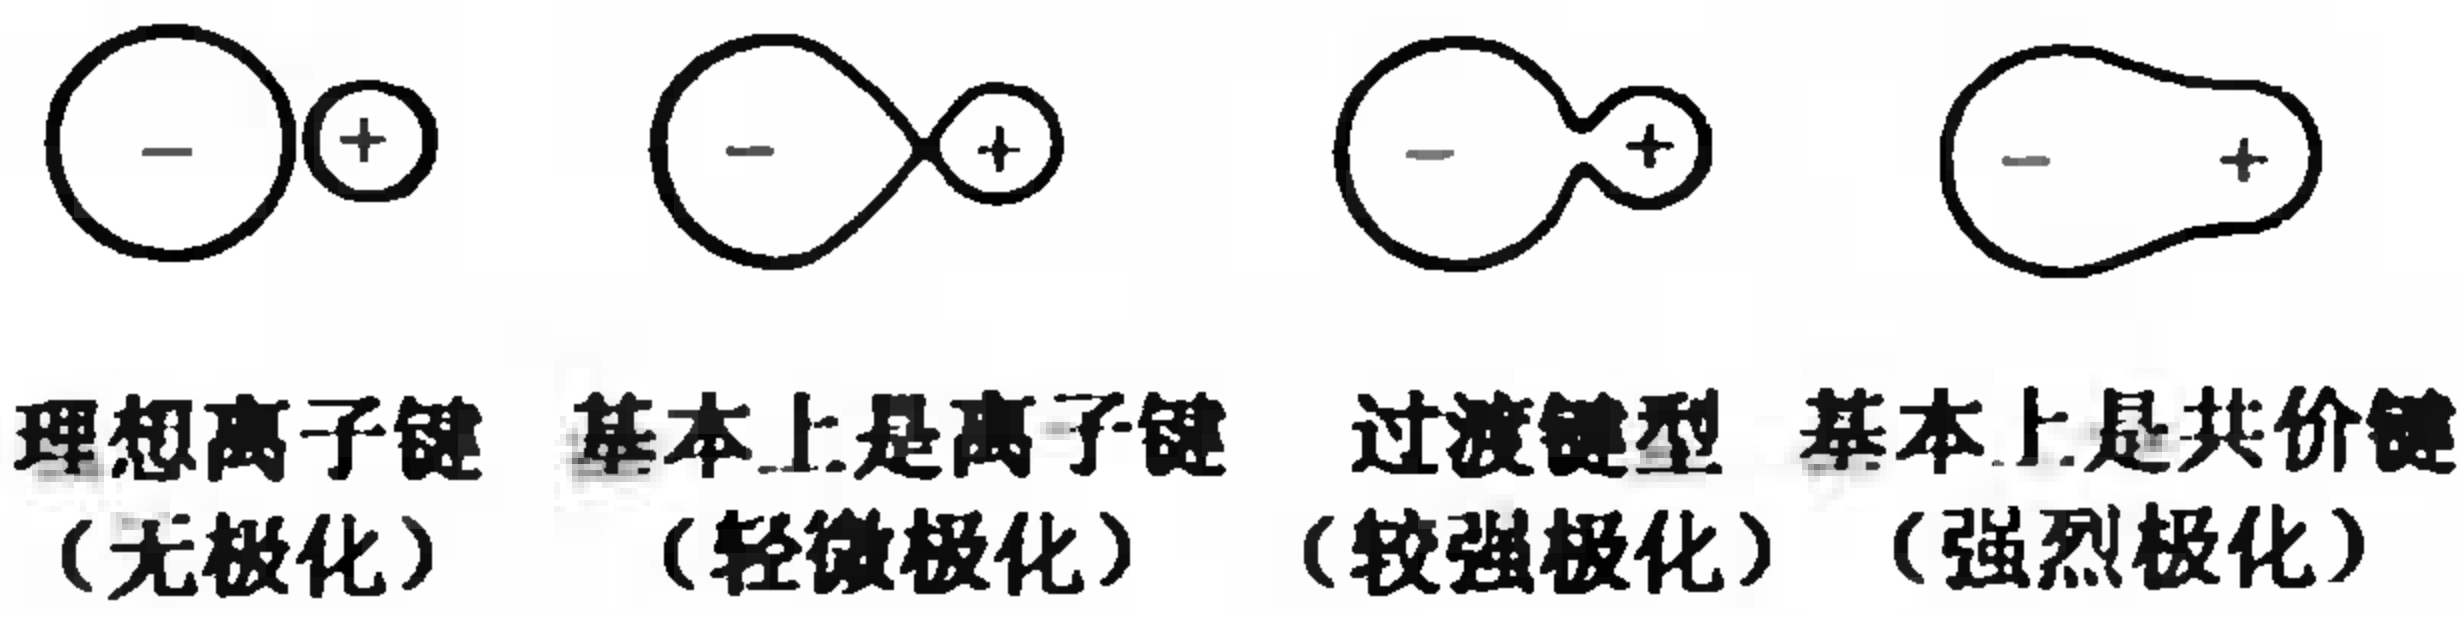 − + − + − + − +
理想离子键 基本上是离子键 过渡键型 基本上是共价键
（无极化） （轻微极化） （较强极化） （强烈极化）